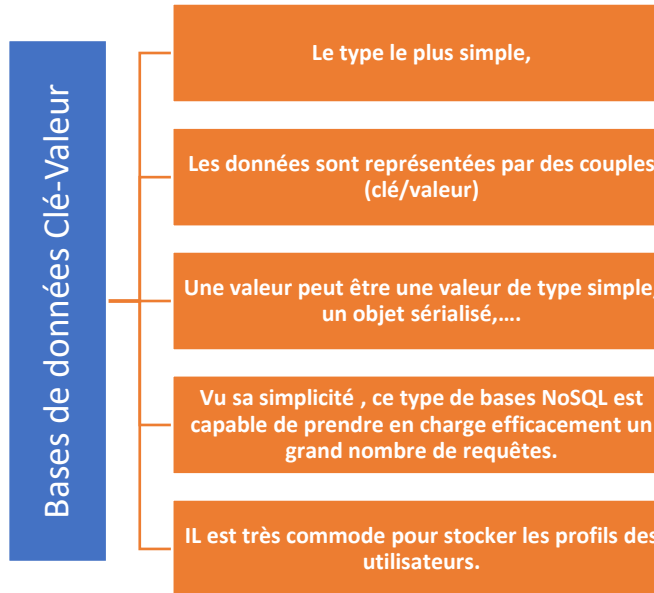 Bases de données Clé-Valeur
Le type le plus simple,
Les données sont représentées par des couples
(clé/valeur)
Une valeur peut être une valeur de type simple,
un objet sérialisé,....
Vu sa simplicité , ce type de bases NoSQL est
capable de prendre en charge efficacement un
grand nombre de requêtes.
IL est très commode pour stocker les profils des
utilisateurs.